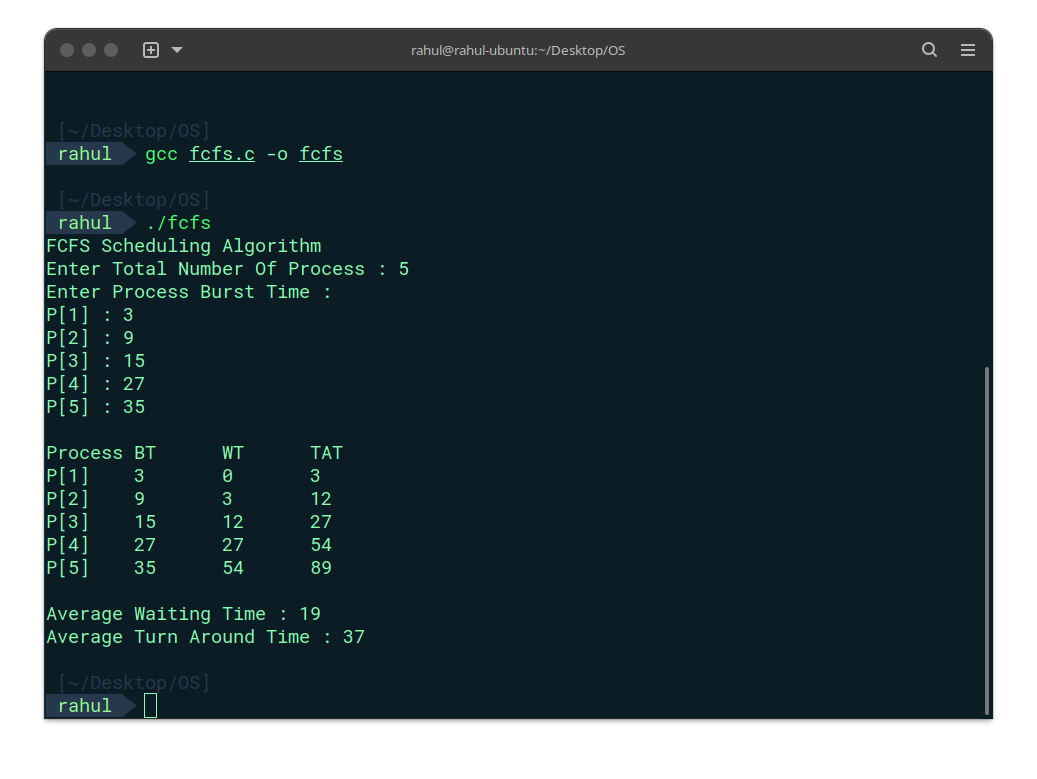 rahul@rahul-ubuntu:~/Desktop/OS
[~/Desktop/OS]
rahul gcc fcfs.c -o fcfs
[~/Desktop/OS]
rahul ./fcfs
FCFS Scheduling Algorithm
Enter Total Number Of Process : 5
Enter Process Burst Time :
P[1] : 3
P[2] : 9
P[3] : 15
P[4] : 27
P[5] : 35
Process BT WT TAT
P[1] 3 0 3
P[2] 9 3 12
P[3] 15 12 27
P[4] 27 27 54
P[5] 35 54 89
Average Waiting Time : 19
Average Turn Around Time : 37
[~/Desktop/OS]
rahul